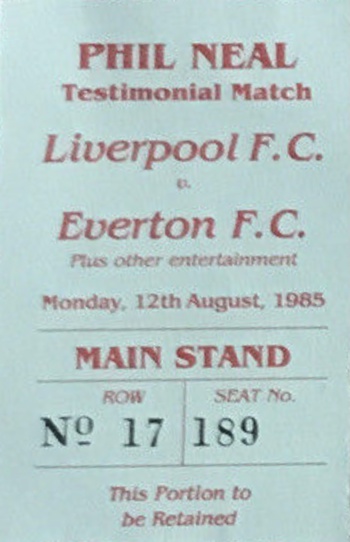 PHIL NEAL
Testimonial Match
Liverpool F.C.
v.
Everton F.C.
Plus other entertainment
Monday, 12th August, 1985
MAIN STAND
ROW SEAT No.
Nº 17 189
This Portion to
be Retained